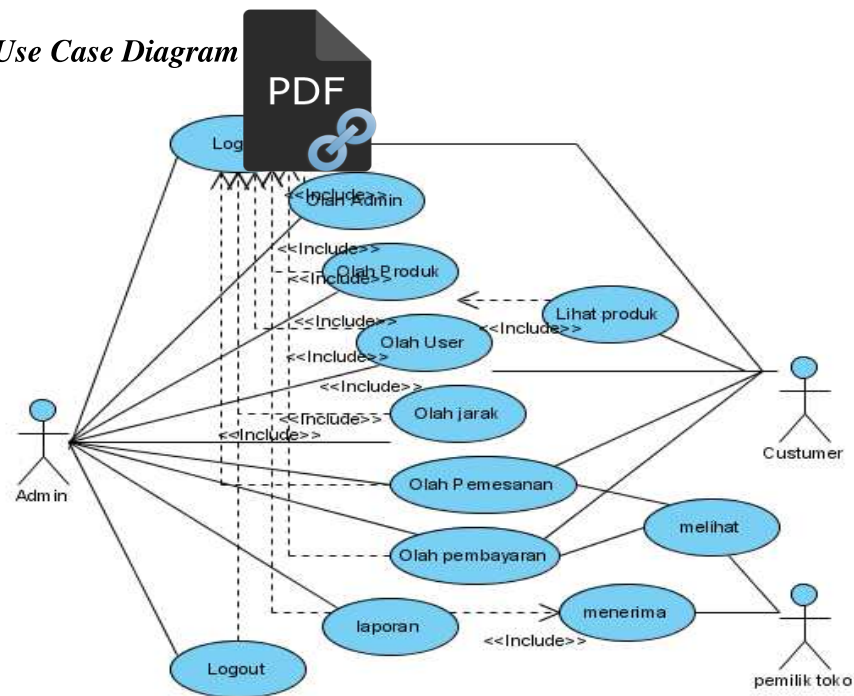 Use Case Diagram
PDF
Log
<<Include>>
Olah Admin
<<Include>>
Olah Produk
<<Include>>
Lihat produk
<<Include>>
<<Include>>
Olah User
<<Include>>
<<Include>>
Olah jarak
<<Include>>
<<Include>>
Custumer
Admin
Olah Pemesanan
melihat
Olah pembayaran
menerima
laporan
<<Include>>
Logout
pemilik toko